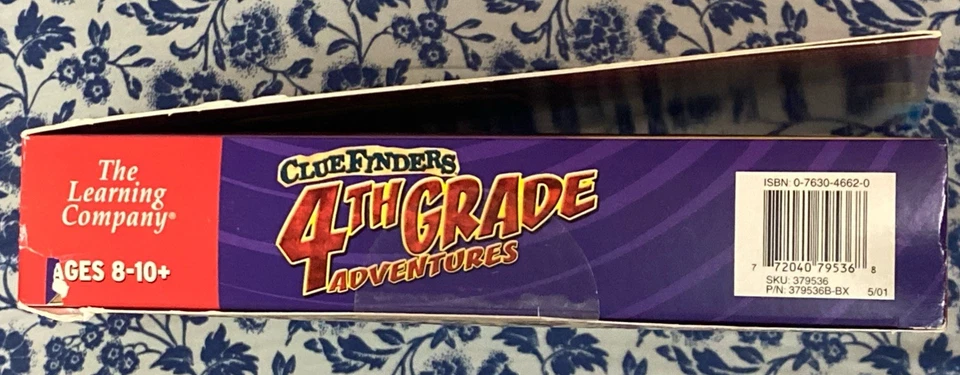 The
Learning
Company®
AGES 8-10+
CLUEFINDERS
4TH GRADE
ADVENTURES
ISBN 0-7630-4662-0
7 72040 79536 8
SKU: 379536
P/N: 379536B-BX 5/01